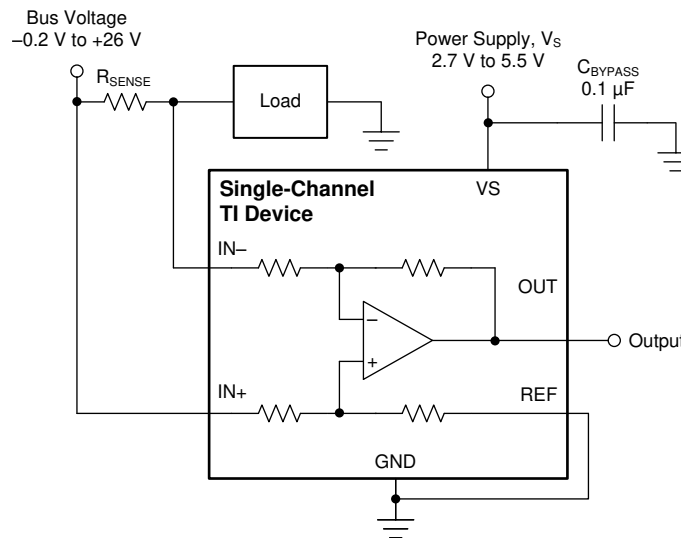 Bus Voltage
–0.2 V to +26 V
RSENSE
Load
Power Supply, VS
2.7 V to 5.5 V
CBYPASS
0.1 µF
Single-Channel
TI Device
VS
IN–
OUT
–
+
Output
IN+
REF
GND